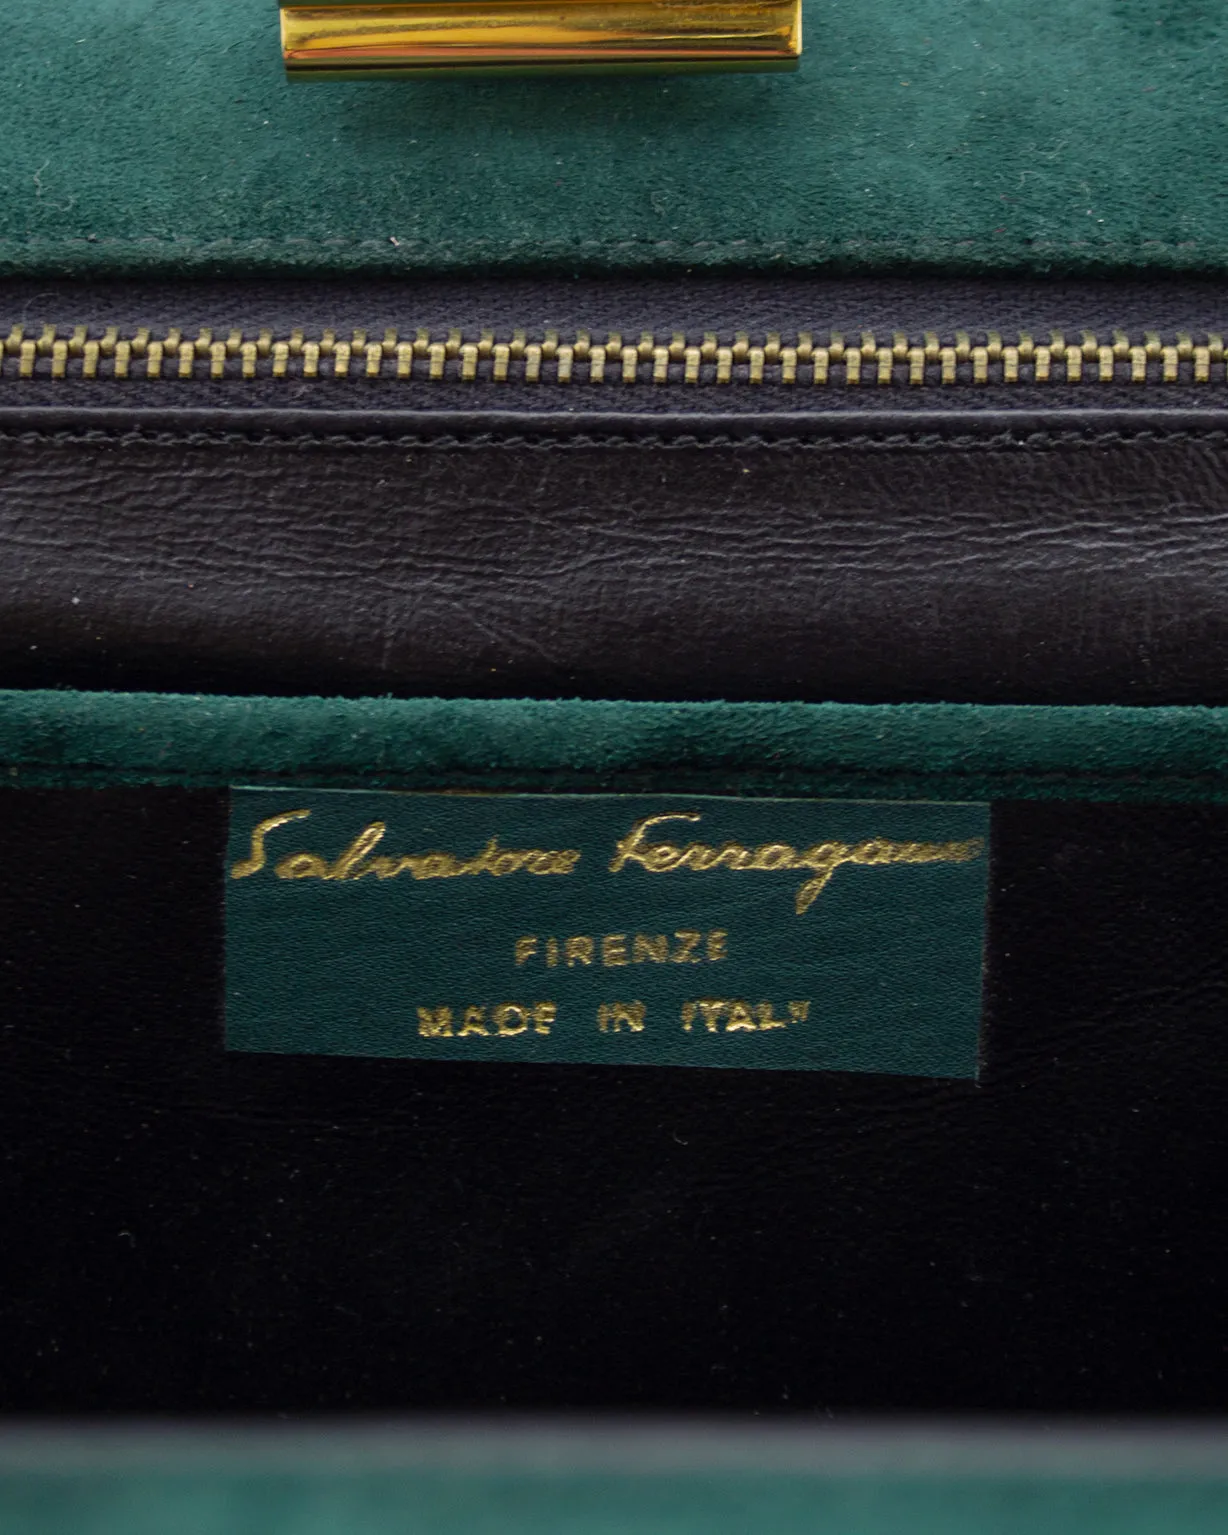 Salvatore Ferragamo
FIRENZE
MADE IN ITALY